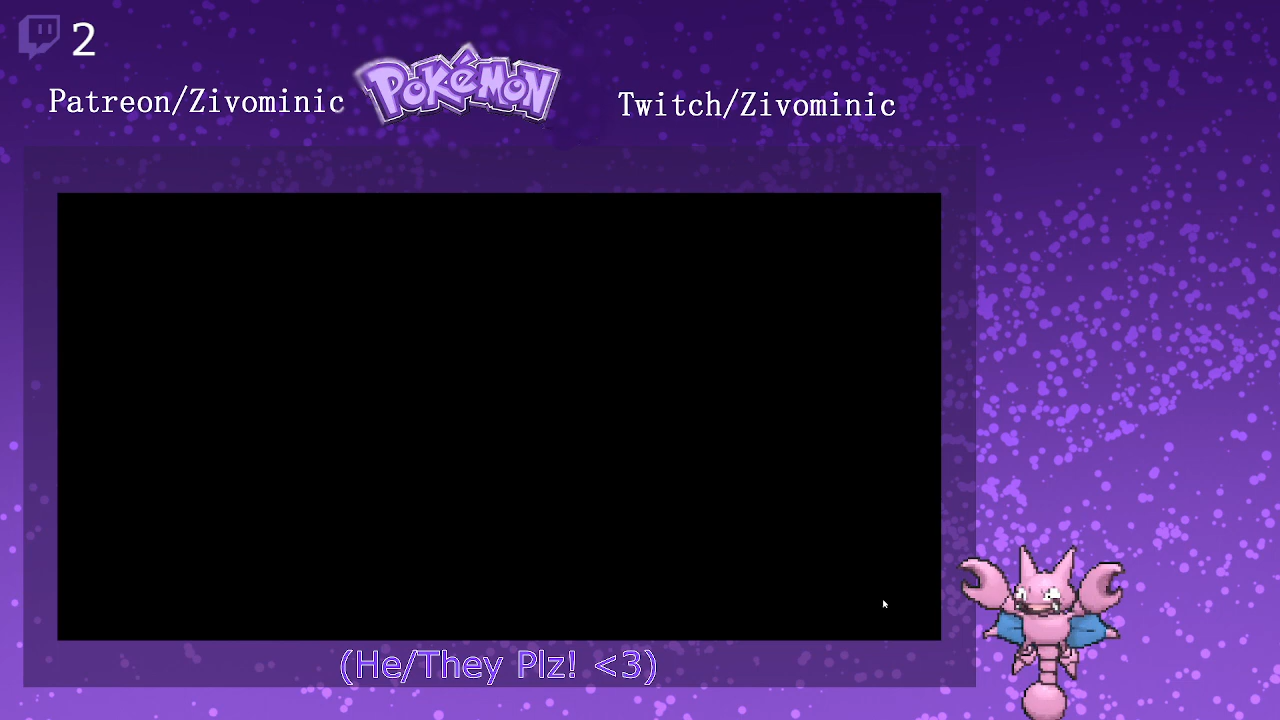 2
Patreon/Zivominic
POKéMON
Twitch/Zivominic
(He/They Plz! <3)